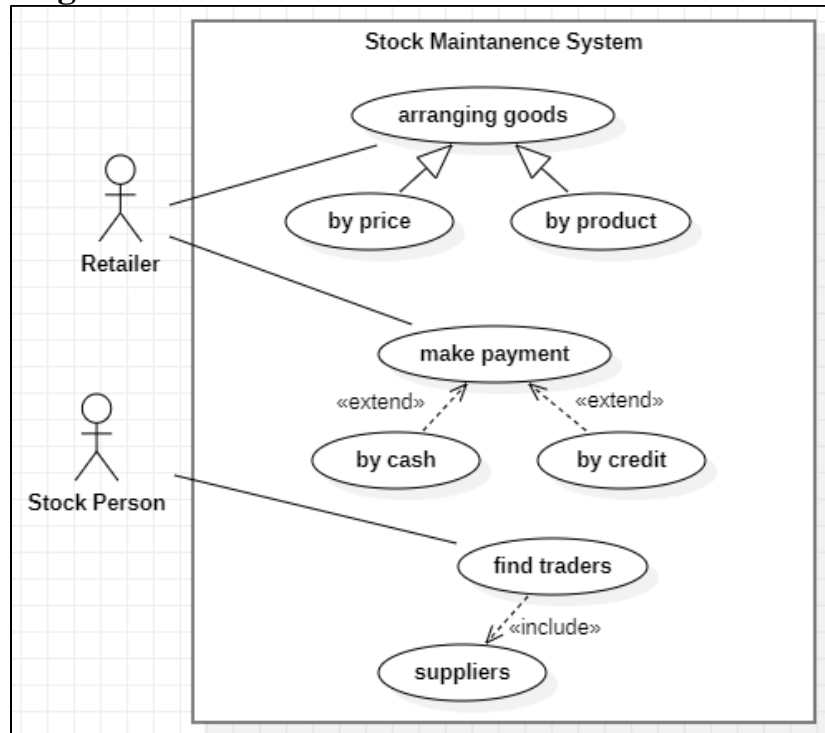 Stock Maintanence System
arranging goods
by price
by product
Retailer
make payment
«extend»
«extend»
by cash
by credit
Stock Person
find traders
«include»
suppliers